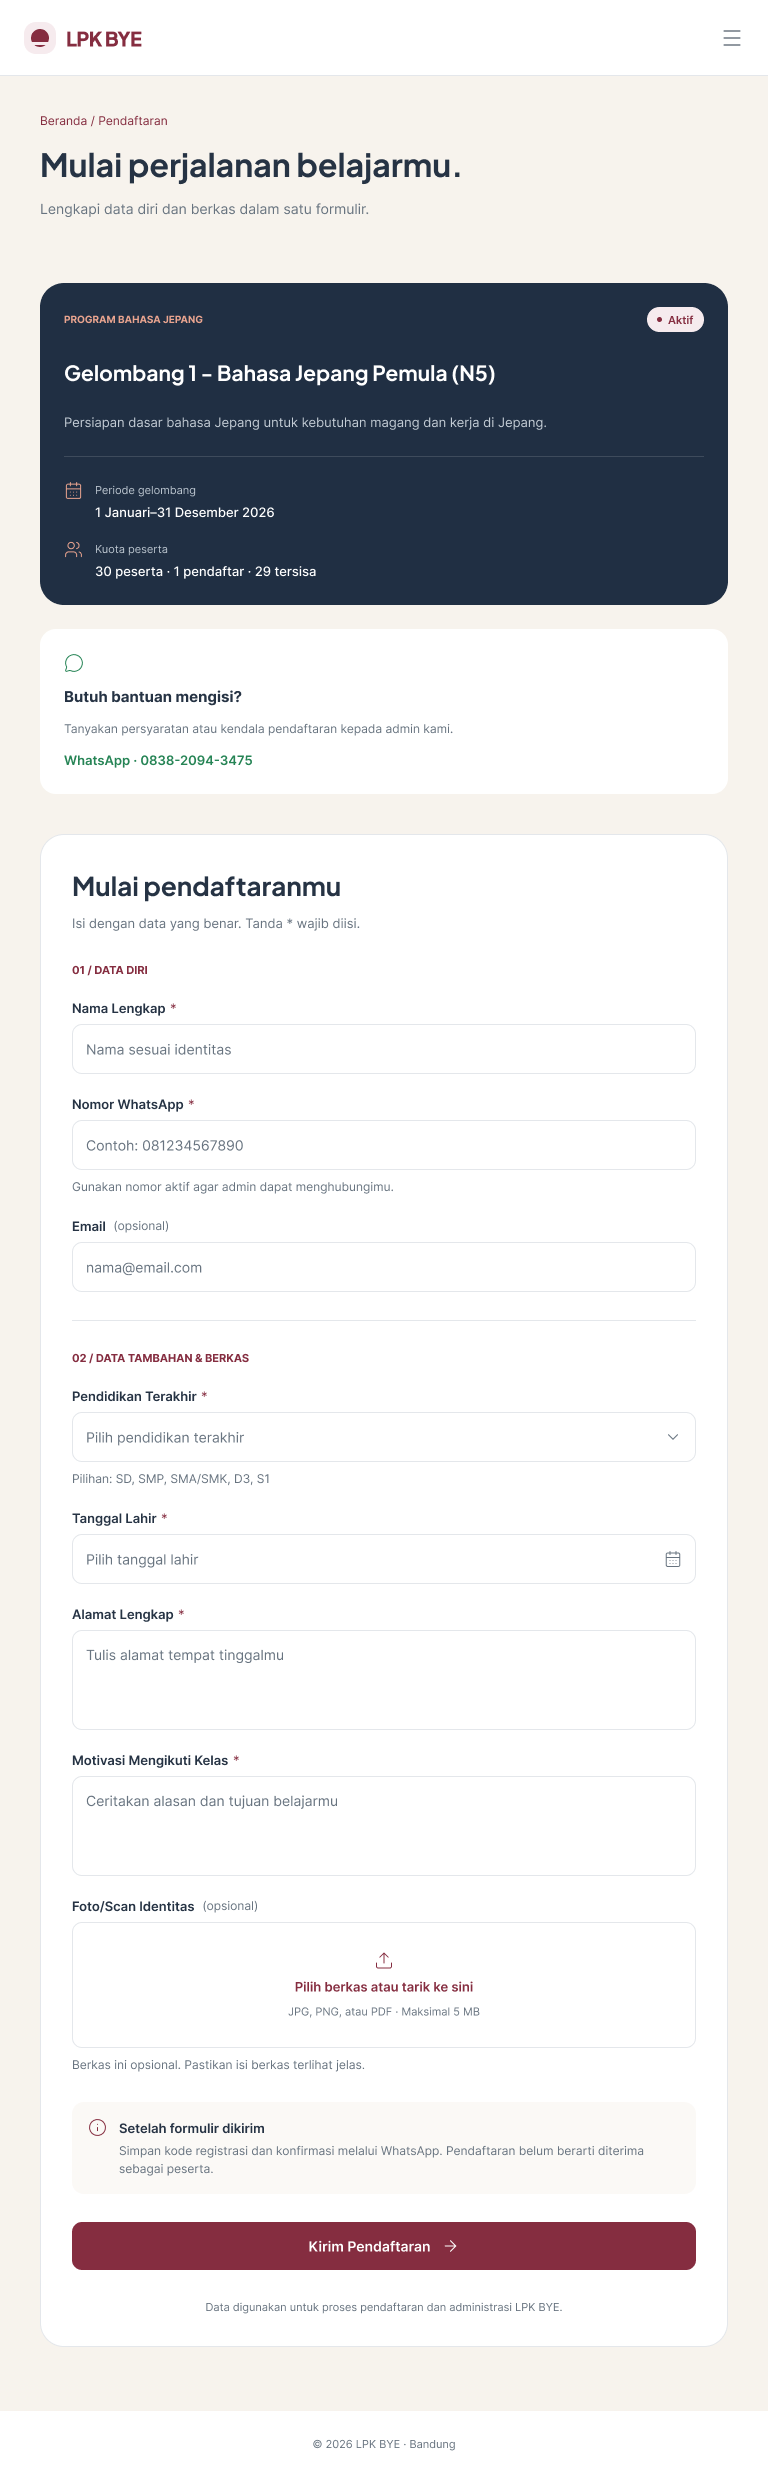 LPK BYE
Beranda / Pendaftaran
Mulai perjalanan belajarmu.
Lengkapi data diri dan berkas dalam satu formulir.
PROGRAM BAHASA JEPANG
Aktif
Gelombang 1 - Bahasa Jepang Pemula (N5)
Persiapan dasar bahasa Jepang untuk kebutuhan magang dan kerja di Jepang.
Periode gelombang
1 Januari–31 Desember 2026
Kuota peserta
30 peserta · 1 pendaftar · 29 tersisa
Butuh bantuan mengisi?
Tanyakan persyaratan atau kendala pendaftaran kepada admin kami.
WhatsApp · 0838-2094-3475
Mulai pendaftaranmu
Isi dengan data yang benar. Tanda * wajib diisi.
01 / DATA DIRI
Nama Lengkap *
Nama sesuai identitas
Nomor WhatsApp *
Contoh: 081234567890
Gunakan nomor aktif agar admin dapat menghubungimu.
Email (opsional)
nama@email.com
02 / DATA TAMBAHAN & BERKAS
Pendidikan Terakhir *
Pilih pendidikan terakhir
Pilihan: SD, SMP, SMA/SMK, D3, S1
Tanggal Lahir *
Pilih tanggal lahir
Alamat Lengkap *
Tulis alamat tempat tinggalmu
Motivasi Mengikuti Kelas *
Ceritakan alasan dan tujuan belajarmu
Foto/Scan Identitas (opsional)
Pilih berkas atau tarik ke sini
JPG, PNG, atau PDF · Maksimal 5 MB
Berkas ini opsional. Pastikan isi berkas terlihat jelas.
Setelah formulir dikirim
Simpan kode registrasi dan konfirmasi melalui WhatsApp. Pendaftaran belum berarti diterima
sebagai peserta.
Kirim Pendaftaran →
Data digunakan untuk proses pendaftaran dan administrasi LPK BYE.
© 2026 LPK BYE · Bandung